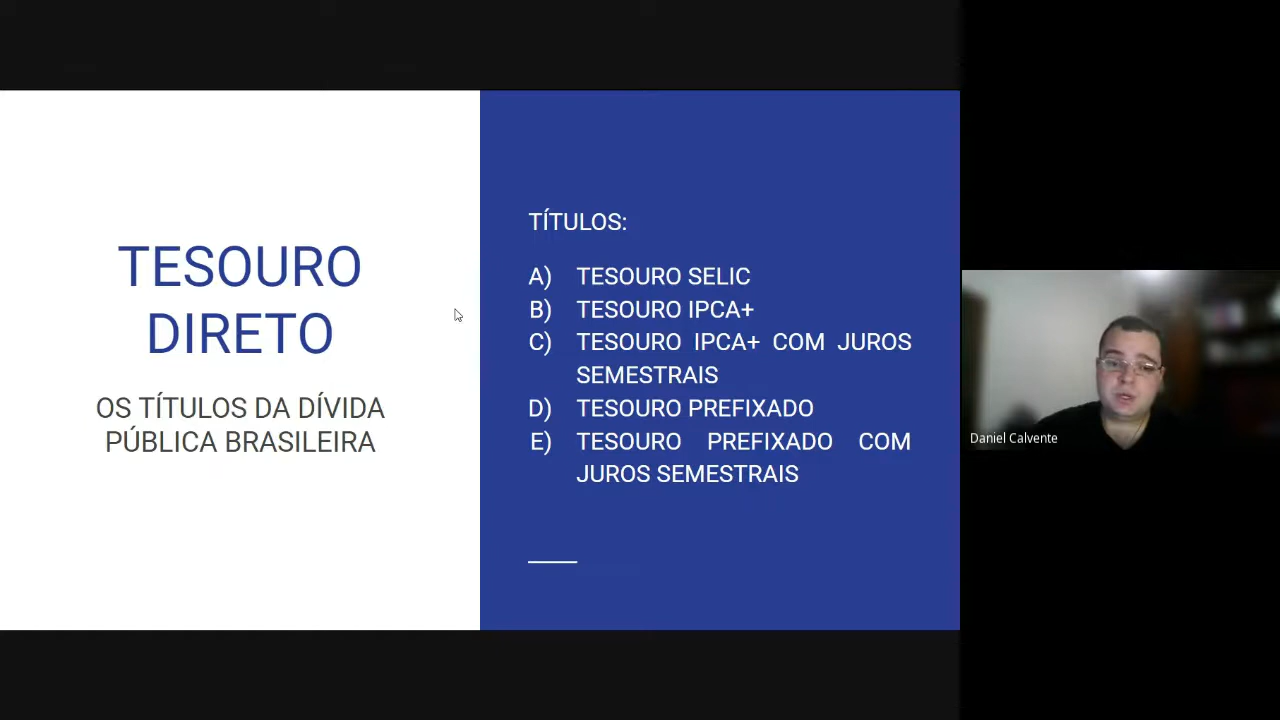 TESOURO
DIRETO
OS TÍTULOS DA DÍVIDA
PÚBLICA BRASILEIRA
TÍTULOS:
A) TESOURO SELIC
B) TESOURO IPCA+
C) TESOURO IPCA+ COM JUROS
SEMESTRAIS
D) TESOURO PREFIXADO
E) TESOURO PREFIXADO COM
JUROS SEMESTRAIS
Daniel Calvente